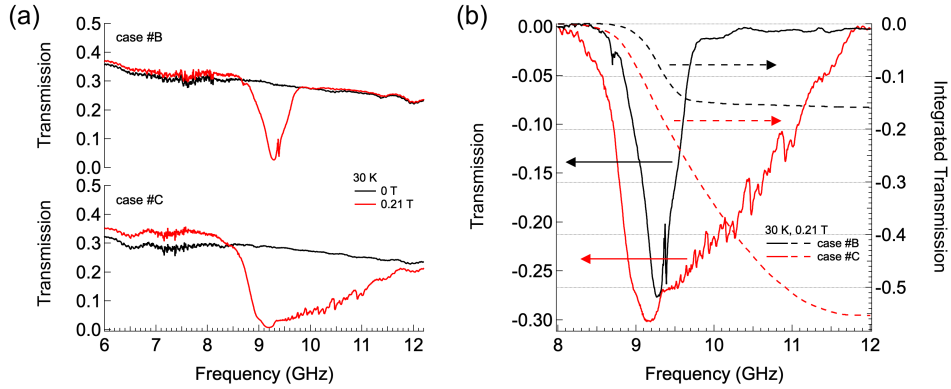 (a)
0.5
0.4
0.3
0.2
0.1
0.0
Transmission
case #B
0.5
0.4
0.3
0.2
0.1
0.0
Transmission
case #C
30 K
0 T
0.21 T
6 7 8 9 10 11 12
Frequency (GHz)
(b)
0.00
-0.05
-0.10
-0.15
-0.20
-0.25
-0.30
Transmission
0.0
-0.1
-0.2
-0.3
-0.4
-0.5
Integrated Transmission
30 K, 0.21 T
case #B
case #C
8 9 10 11 12
Frequency (GHz)